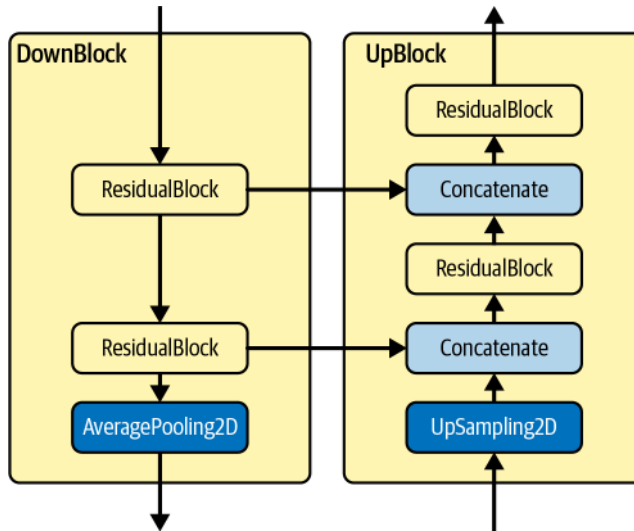 DownBlock
ResidualBlock
ResidualBlock
AveragePooling2D
UpBlock
ResidualBlock
Concatenate
ResidualBlock
Concatenate
UpSampling2D